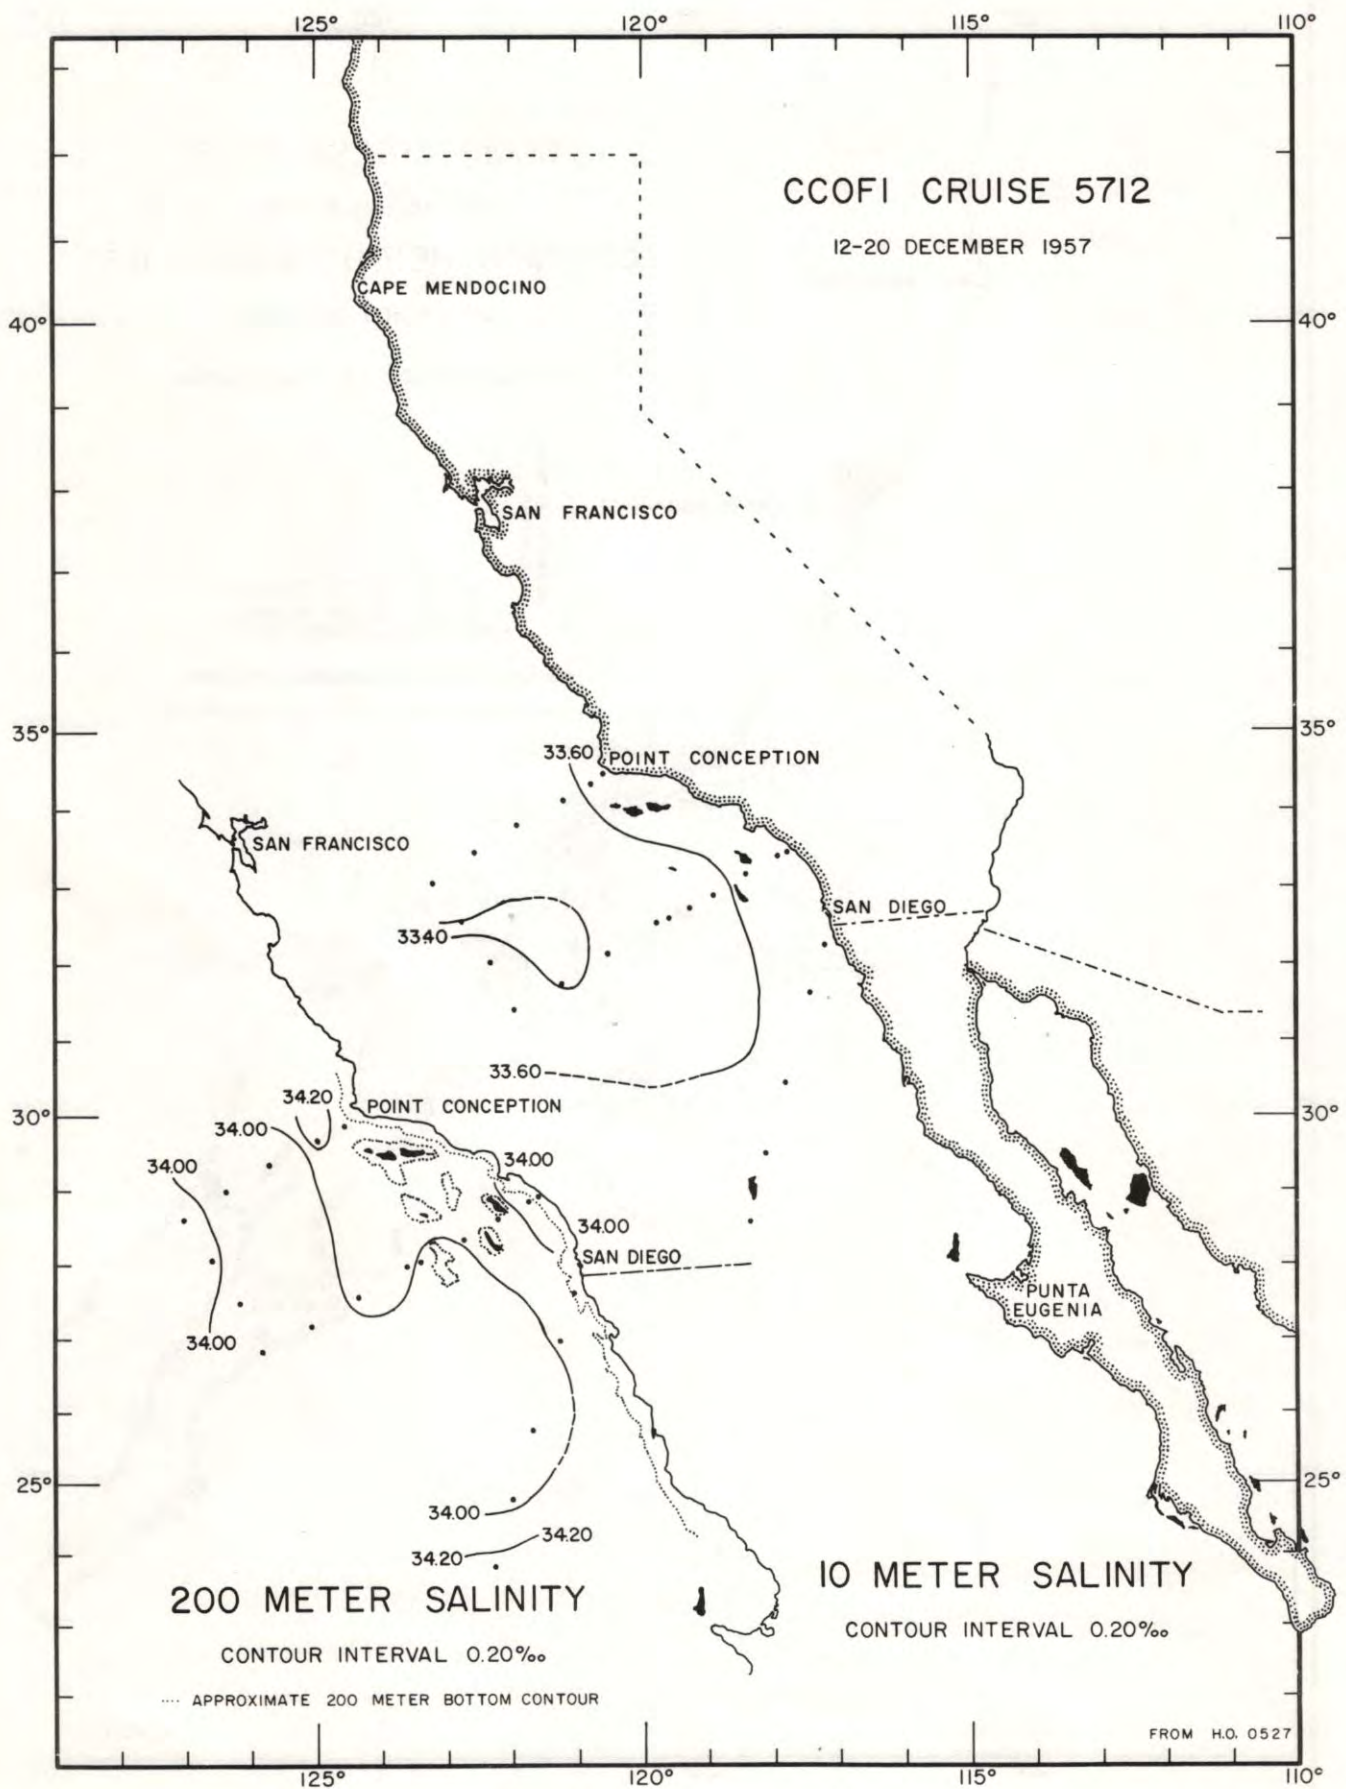 125°
120°
115°
110°
CCOFI CRUISE 5712
12-20 DECEMBER 1957
CAPE MENDOCINO
40°
40°
SAN FRANCISCO
35°
35°
33.60
POINT CONCEPTION
SAN FRANCISCO
SAN DIEGO
33.40
33.60
34.20
POINT CONCEPTION
30°
30°
34.00
34.00
34.00
34.00
SAN DIEGO
PUNTA
EUGENIA
34.00
25°
25°
34.00
34.20
34.20
200 METER SALINITY
CONTOUR INTERVAL 0.20‰
APPROXIMATE 200 METER BOTTOM CONTOUR
10 METER SALINITY
CONTOUR INTERVAL 0.20‰
FROM H.O. 0527
125°
120°
115°
110°